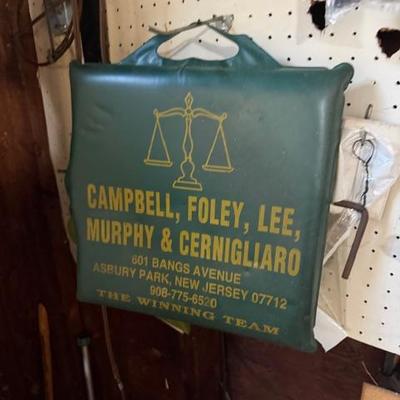 CAMPBELL, FOLEY, LEE,
MURPHY & CERNIGLIARO
601 BANGS AVENUE
ASBURY PARK, NEW JERSEY 07712
908-775-6520
THE WINNING TEAM